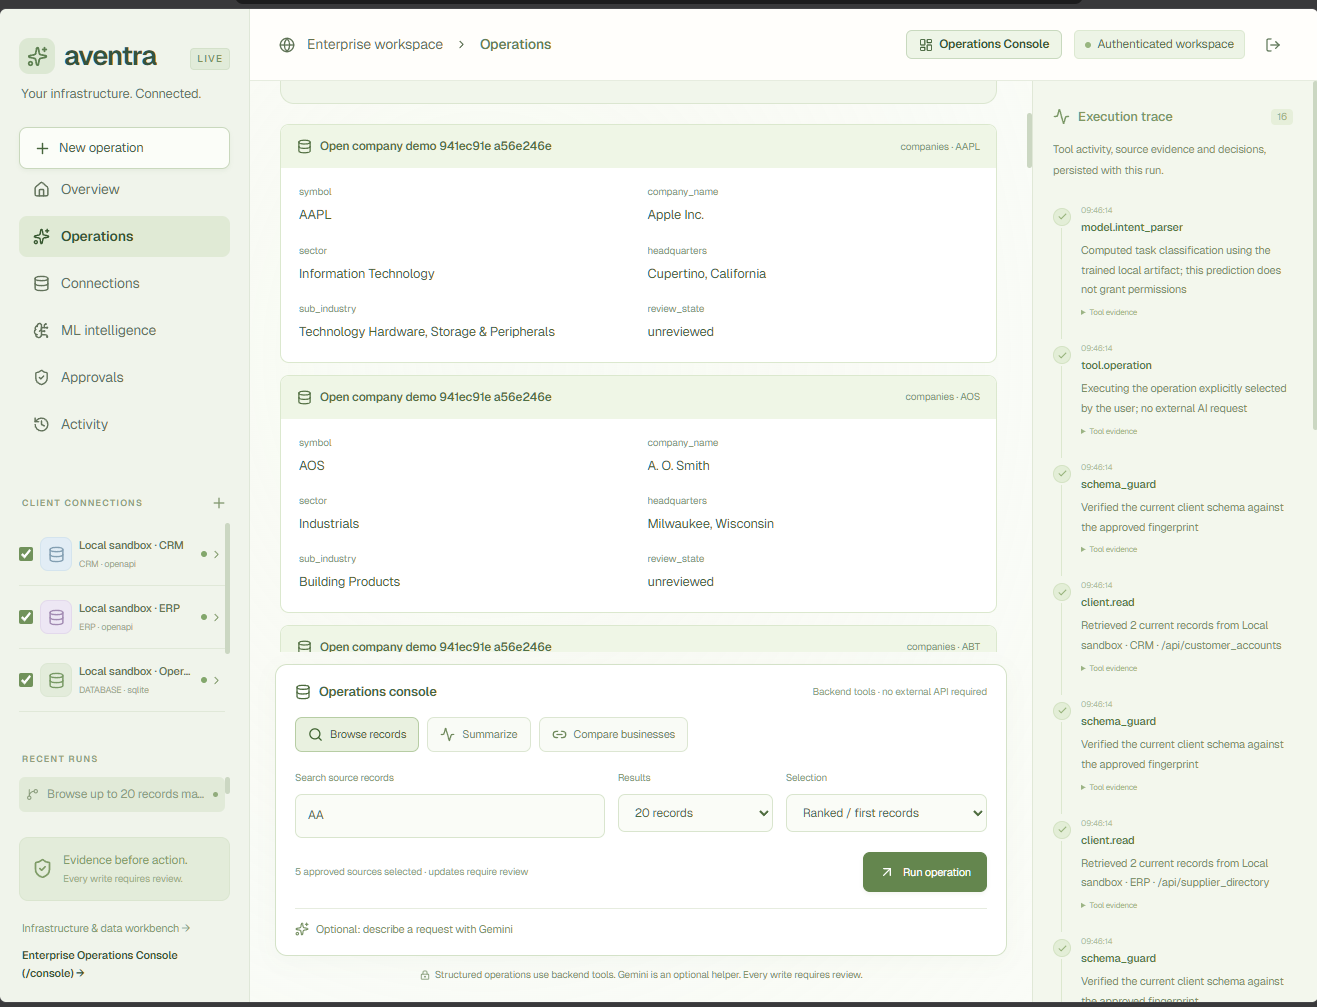 aventra
LIVE
Your infrastructure. Connected.
New operation
Overview
Operations
Connections
ML intelligence
Approvals
Activity
CLIENT CONNECTIONS
Local sandbox · CRM
CRM · openapi
Local sandbox · ERP
ERP · openapi
Local sandbox · Oper...
DATABASE · sqlite
RECENT RUNS
Browse up to 20 records ma...
Evidence before action.
Every write requires review.
Infrastructure & data workbench →
Enterprise Operations Console
(/console) →
Enterprise workspace > Operations
Operations Console
Authenticated workspace
Open company demo 941ec91e a56e246e
companies · AAPL
symbol
AAPL
company_name
Apple Inc.
sector
Information Technology
headquarters
Cupertino, California
sub_industry
Technology Hardware, Storage & Peripherals
review_state
unreviewed
Open company demo 941ec91e a56e246e
companies · AOS
symbol
AOS
company_name
A. O. Smith
sector
Industrials
headquarters
Milwaukee, Wisconsin
sub_industry
Building Products
review_state
unreviewed
Open company demo 941ec91e a56e246e
companies · ABT
Operations console
Backend tools · no external API required
Browse records
Summarize
Compare businesses
Search source records
AA
Results
20 records
Selection
Ranked / first records
5 approved sources selected · updates require review
Run operation
Optional: describe a request with Gemini
Structured operations use backend tools. Gemini is an optional helper. Every write requires review.
Execution trace
16
Tool activity, source evidence and decisions,
persisted with this run.
09:46:14
model.intent_parser
Computed task classification using the
trained local artifact; this prediction does
not grant permissions
Tool evidence
09:46:14
tool.operation
Executing the operation explicitly selected
by the user; no external AI request
Tool evidence
09:46:14
schema_guard
Verified the current client schema against
the approved fingerprint
Tool evidence
09:46:14
client.read
Retrieved 2 current records from Local
sandbox · CRM · /api/customer_accounts
Tool evidence
09:46:14
schema_guard
Verified the current client schema against
the approved fingerprint
Tool evidence
09:46:14
client.read
Retrieved 2 current records from Local
sandbox · ERP · /api/supplier_directory
Tool evidence
09:46:14
schema_guard
Verified the current client schema against
the approved fingerprint